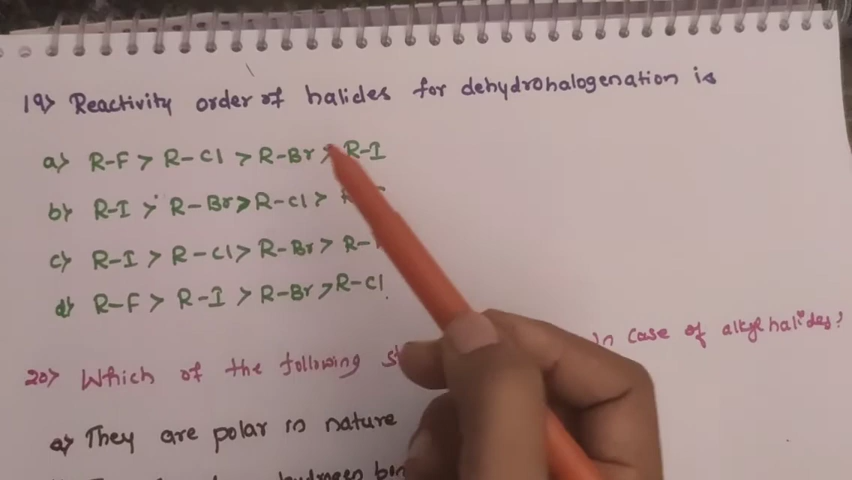 19) Reactivity order of halides for dehydrohalogenation is
a) R-F > R-Cl > R-Br > R-I
b) R-I > R-Br > R-Cl >
c) R-I > R-Cl > R-Br > R-
d) R-F > R-I > R-Br > R-Cl.
20) Which of the following in case of alkyl halides?
a) They are polar in nature
hydrogen